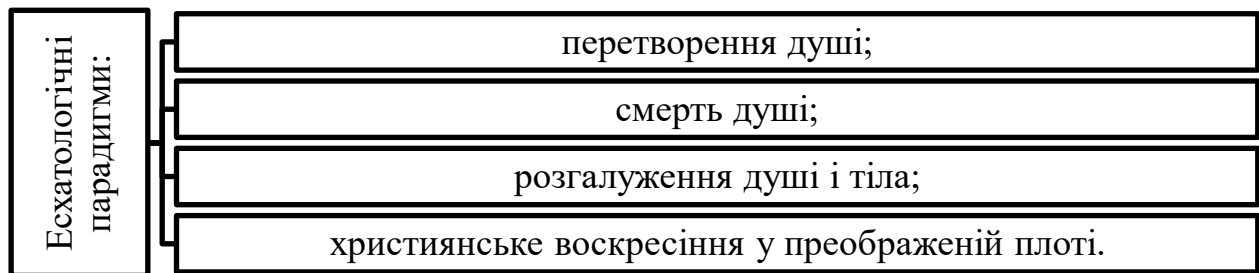 Есхатологічні
парадигми:
перетворення душі;
смерть душі;
розгалуження душі і тіла;
християнське воскресіння у преображеній плоті.